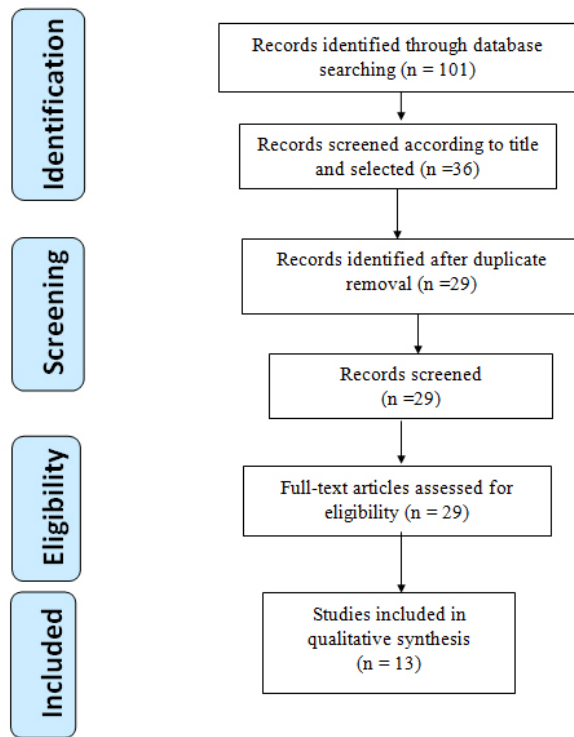 Identification
Records identified through database
searching (n = 101)
Records screened according to title
and selected (n =36)
Screening
Records identified after duplicate
removal (n =29)
Records screened
(n =29)
Eligibility
Full-text articles assessed for
eligibility (n = 29)
Included
Studies included in
qualitative synthesis
(n = 13)